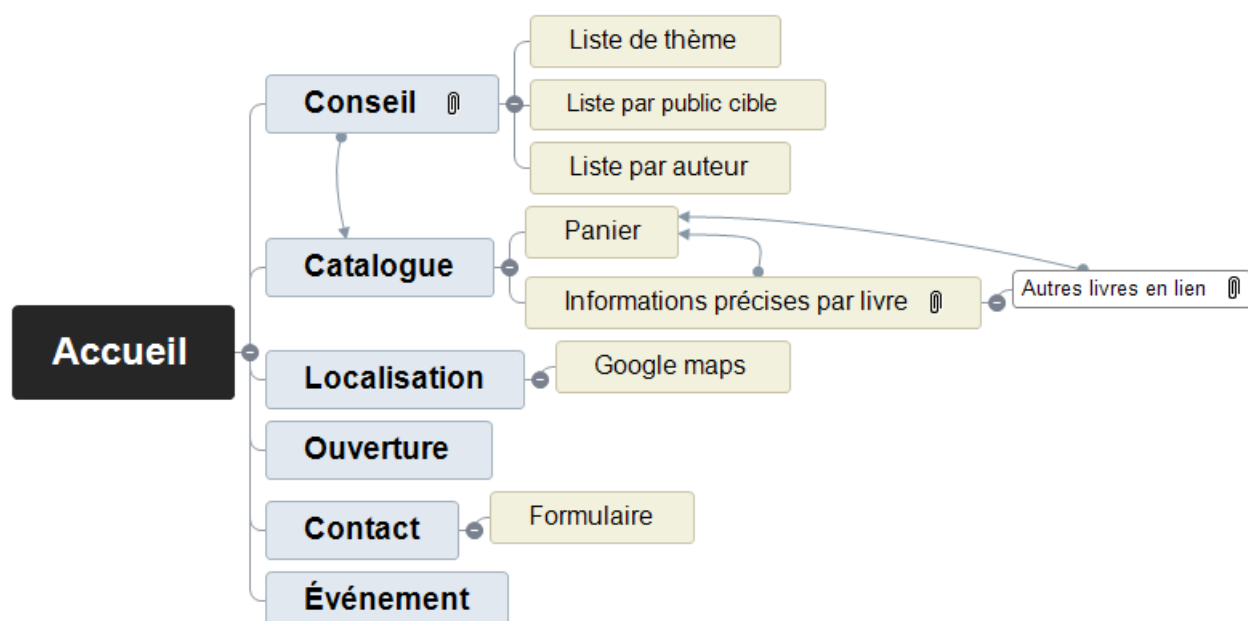 Accueil
Conseil
Liste de thème
Liste par public cible
Liste par auteur
Catalogue
Panier
Informations précises par livre
Autres livres en lien
Localisation
Google maps
Ouverture
Contact
Formulaire
Événement